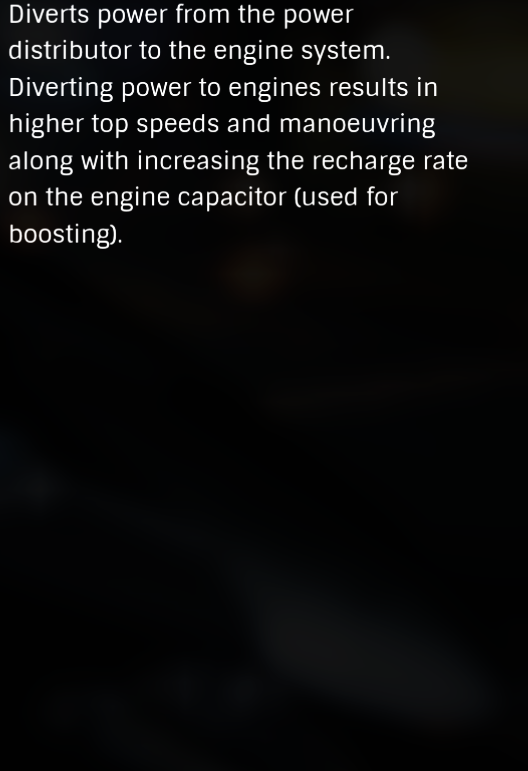 Diverts power from the power
distributor to the engine system.
Diverting power to engines results in
higher top speeds and manoeuvring
along with increasing the recharge rate
on the engine capacitor (used for
boosting).